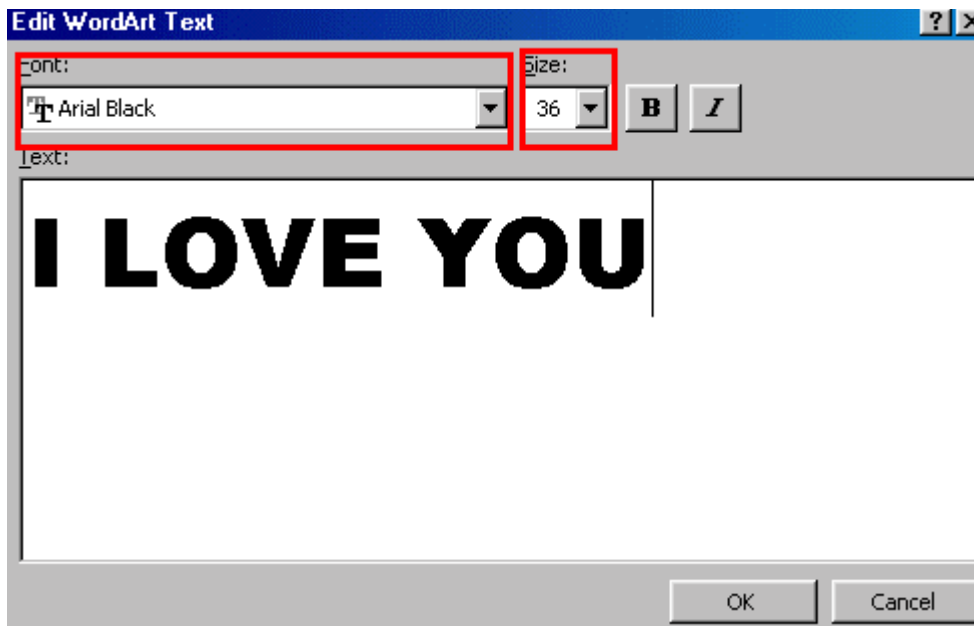 Edit WordArt Text
Font: Size:
Arial Black 36 B I
Text:
I LOVE YOU
OK Cancel